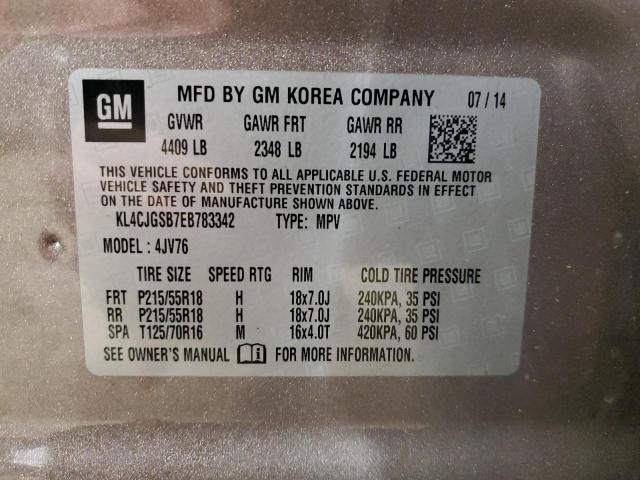 GM
MFD BY GM KOREA COMPANY 07 / 14
GVWR GAWR FRT GAWR RR
4409 LB 2348 LB 2194 LB
THIS VEHICLE CONFORMS TO ALL APPLICABLE U.S. FEDERAL MOTOR
VEHICLE SAFETY AND THEFT PREVENTION STANDARDS IN EFFECT
ON THE DATE OF MANUFACTURE SHOWN ABOVE.
KL4CJGSB7EB783342 TYPE: MPV
MODEL : 4JV76
TIRE SIZE SPEED RTG RIM COLD TIRE PRESSURE
FRT P215/55R18 H 18x7.0J 240KPA, 35 PSI
RR P215/55R18 H 18x7.0J 240KPA, 35 PSI
SPA T125/70R16 M 16x4.0T 420KPA, 60 PSI
SEE OWNER'S MANUAL FOR MORE INFORMATION.